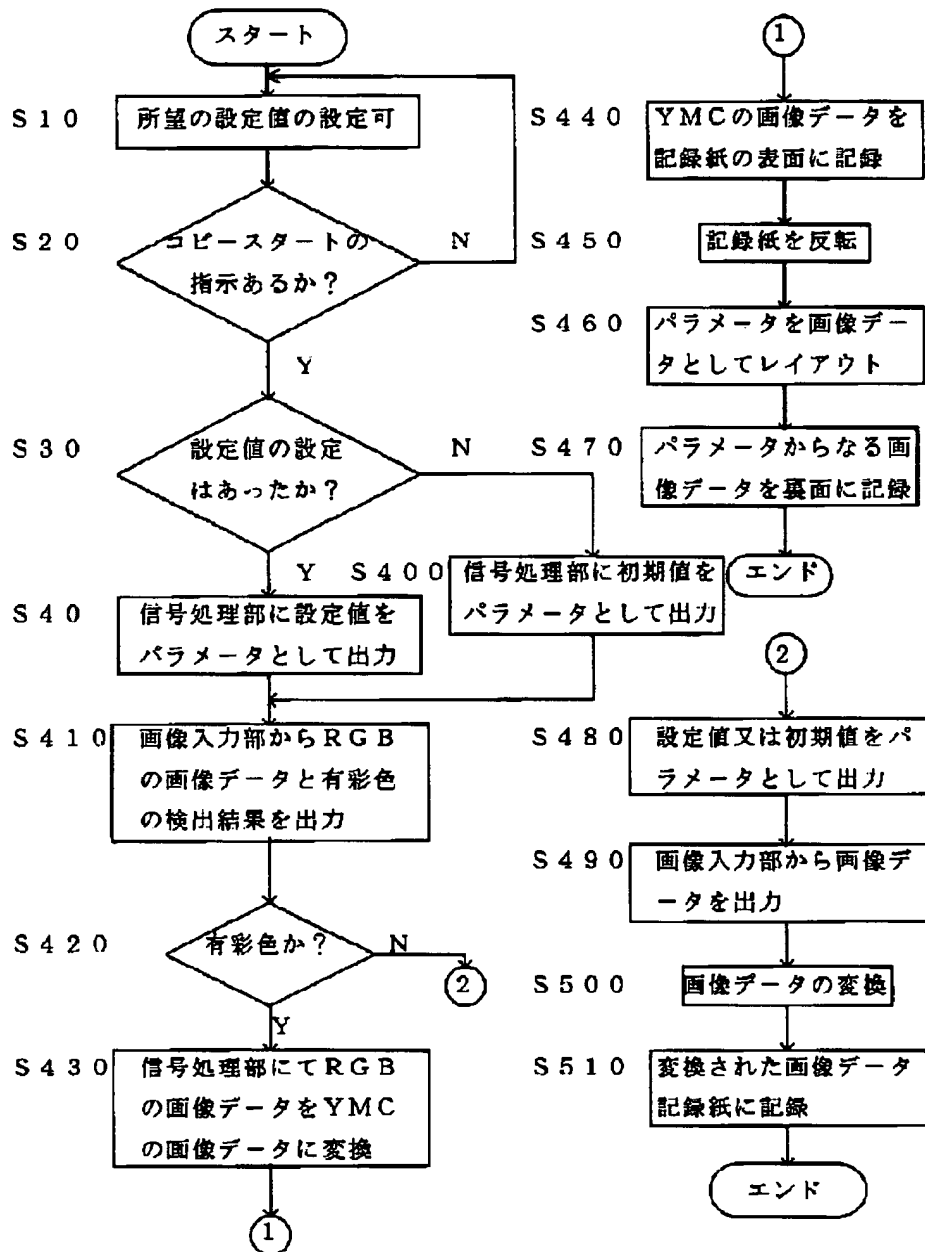 スタート
S10
所望の設定値の設定可
S20
コピースタートの
指示あるか?
N
Y
S30
設定値の設定
はあったか?
N
Y
S400
信号処理部に初期値を
パラメータとして出力
S40
信号処理部に設定値を
パラメータとして出力
S410
画像入力部からRGB
の画像データと有彩色
の検出結果を出力
S420
有彩色か?
N
②
Y
S430
信号処理部にてRGB
の画像データをYMC
の画像データに変換
①
①
S440
YMCの画像データを
記録紙の表面に記録
S450
記録紙を反転
S460
パラメータを画像デー
タとしてレイアウト
S470
パラメータからなる画
像データを裏面に記録
エンド
②
S480
設定値又は初期値をパ
ラメータとして出力
S490
画像入力部から画像デ
ータを出力
S500
画像データの変換
S510
変換された画像データ
記録紙に記録
エンド